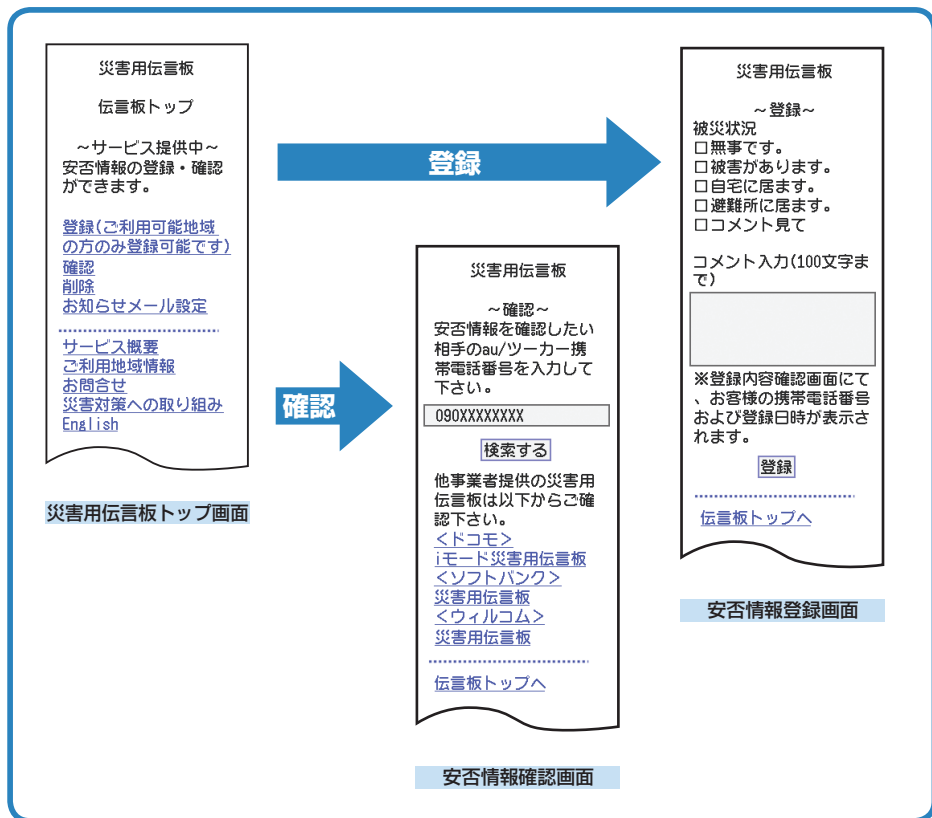 災害用伝言板
伝言板トップ
～サービス提供中～
安否情報の登録・確認
ができます。
登録(ご利用可能地域
の方のみ登録可能です)
確認
削除
お知らせメール設定
サービス概要
ご利用地域情報
お問合せ
災害対策への取り組み
English
災害用伝言板トップ画面
登録
確認
災害用伝言板
～確認～
安否情報を確認したい
相手のau/ツーカー携
帯電話番号を入力して
下さい。
090XXXXXXXX
検索する
他事業者提供の災害用
伝言板は以下からご確
認下さい。
<ドコモ>
iモード災害用伝言板
<ソフトバンク>
災害用伝言板
<ウィルコム>
災害用伝言板
伝言板トップへ
安否情報確認画面
災害用伝言板
～登録～
被災状況
□無事です。
□被害があります。
□自宅に居ます。
□避難所に居ます。
□コメント見て
コメント入力(100文字ま
で)
※登録内容確認画面にて
、お客様の携帯電話番号
および登録日時が表示さ
れます。
登録
伝言板トップへ
安否情報登録画面